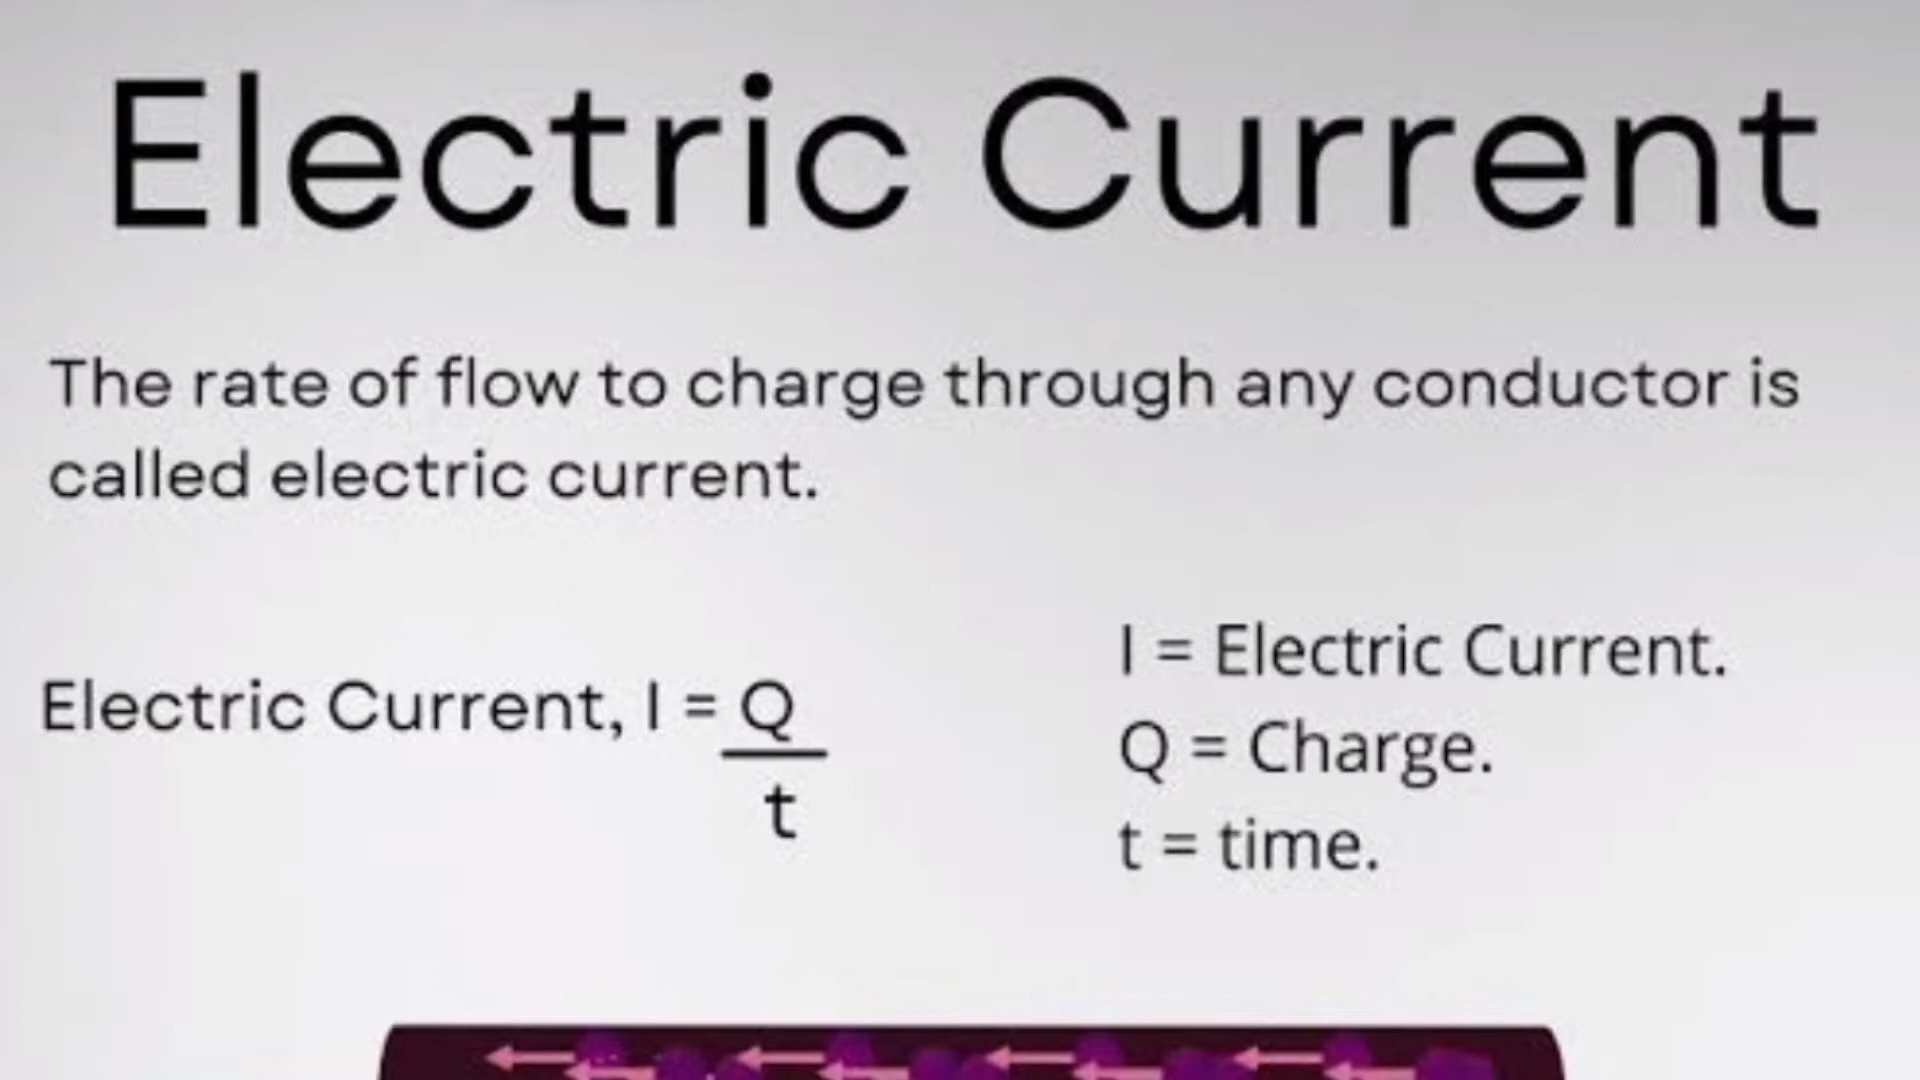 Electric Current
The rate of flow to charge through any conductor is
called electric current.
Electric Current, I = Q
t
I = Electric Current.
Q = Charge.
t = time.